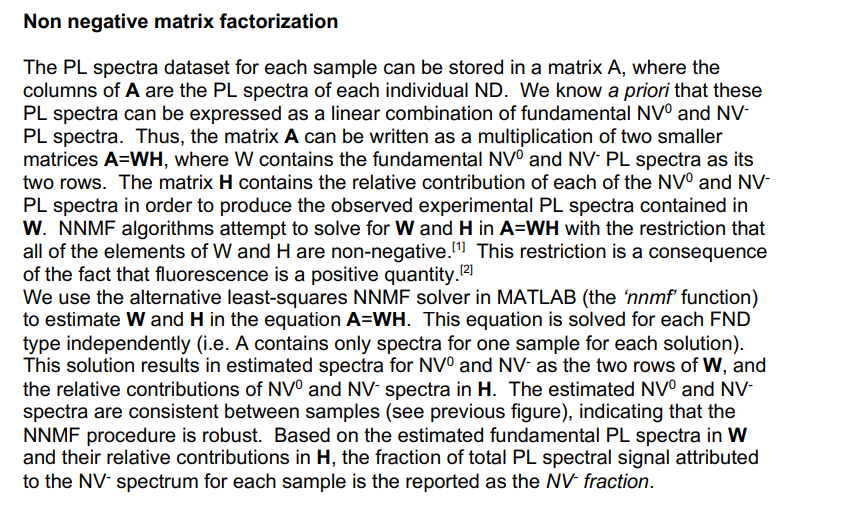 Non negative matrix factorization
The PL spectra dataset for each sample can be stored in a matrix A, where the
columns of A are the PL spectra of each individual ND.  We know a priori that these
PL spectra can be expressed as a linear combination of fundamental NV⁰ and NV⁻
PL spectra.  Thus, the matrix A can be written as a multiplication of two smaller
matrices A=WH, where W contains the fundamental NV⁰ and NV⁻ PL spectra as its
two rows.  The matrix H contains the relative contribution of each of the NV⁰ and NV⁻
PL spectra in order to produce the observed experimental PL spectra contained in
W.  NNMF algorithms attempt to solve for W and H in A=WH with the restriction that
all of the elements of W and H are non-negative.[1]  This restriction is a consequence
of the fact that fluorescence is a positive quantity.[2]
We use the alternative least-squares NNMF solver in MATLAB (the ‘nnmf’ function)
to estimate W and H in the equation A=WH.  This equation is solved for each FND
type independently (i.e. A contains only spectra for one sample for each solution).
This solution results in estimated spectra for NV⁰ and NV⁻ as the two rows of W, and
the relative contributions of NV⁰ and NV⁻ spectra in H.  The estimated NV⁰ and NV⁻
spectra are consistent between samples (see previous figure), indicating that the
NNMF procedure is robust.  Based on the estimated fundamental PL spectra in W
and their relative contributions in H, the fraction of total PL spectral signal attributed
to the NV⁻ spectrum for each sample is the reported as the NV⁻ fraction.